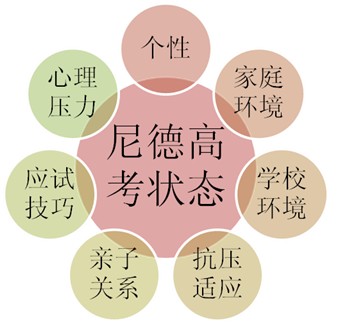 个性
家庭
环境
学校
环境
抗压
适应
亲子
关系
应试
技巧
心理
压力
尼德高
考状态